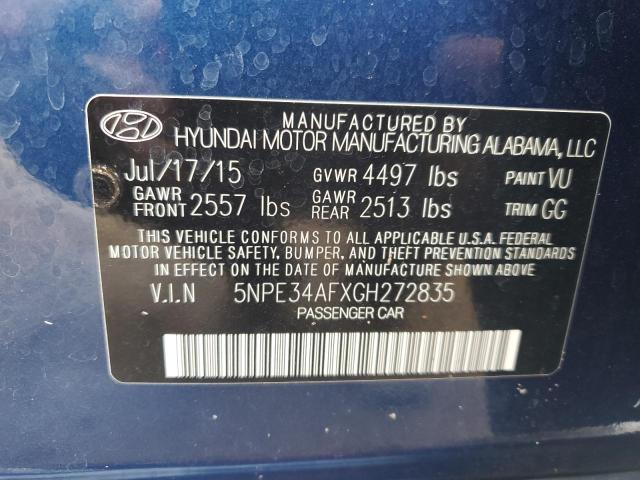 MANUFACTURED BY
HYUNDAI MOTOR MANUFACTURING ALABAMA, LLC
Jul/17/15 GVWR 4497 lbs PAINT VU
GAWR FRONT 2557 lbs GAWR REAR 2513 lbs TRIM GG
THIS VEHICLE CONFORMS TO ALL APPLICABLE U.S.A. FEDERAL
MOTOR VEHICLE SAFETY, BUMPER, AND THEFT PREVENTION STANDARDS
IN EFFECT ON THE DATE OF MANUFACTURE SHOWN ABOVE.
V.I.N 5NPE34AFXGH272835
PASSENGER CAR